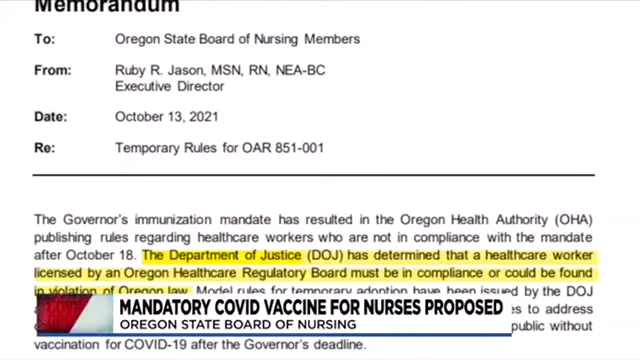 Memorandum
To: Oregon State Board of Nursing Members
From: Ruby R. Jason, MSN, RN, NEA-BC
Executive Director
Date: October 13, 2021
Re: Temporary Rules for OAR 851-001
The Governor's immunization mandate has resulted in the Oregon Health Authority (OHA)
publishing rules regarding healthcare workers who are not in compliance with the mandate
after October 18. The Department of Justice (DOJ) has determined that a healthcare worker
licensed by an Oregon Healthcare Regulatory Board must be in compliance or could be found
in violation of Oregon law. Model rules for temporary adoption have been issued by the DOJ
es to address
public without
vaccination for COVID-19 after the Governor's deadline.
MANDATORY COVID VACCINE FOR NURSES PROPOSED
OREGON STATE BOARD OF NURSING